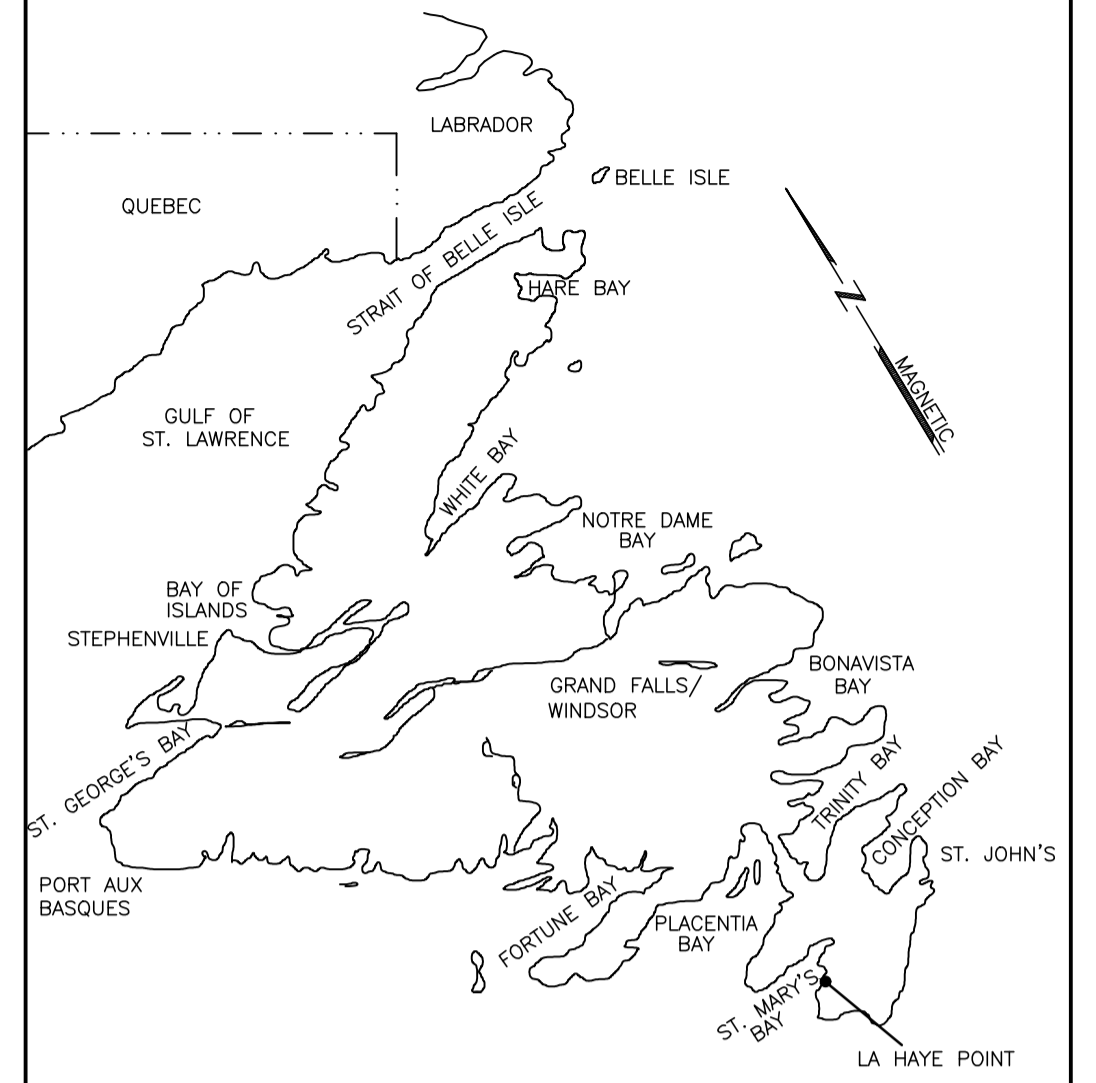 LABRADOR
BELLE ISLE
QUEBEC
STRAIT OF BELLE ISLE
HARE BAY
N
MAGNETIC
GULF OF
ST. LAWRENCE
WHITE BAY
NOTRE DAME
BAY
BAY OF
ISLANDS
STEPHENVILLE
BONAVISTA
BAY
GRAND FALLS/
WINDSOR
ST. GEORGE'S BAY
TRINITY BAY
CONCEPTION BAY
ST. JOHN'S
PORT AUX
BASQUES
FORTUNE BAY
PLACENTIA
BAY
ST. MARY'S
BAY
LA HAYE POINT